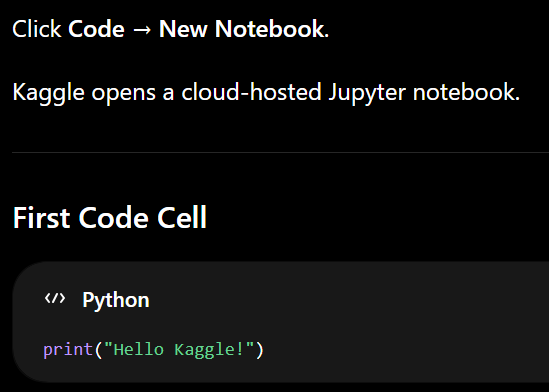 Click Code → New Notebook.
Kaggle opens a cloud-hosted Jupyter notebook.
First Code Cell
</> Python
print("Hello Kaggle!")